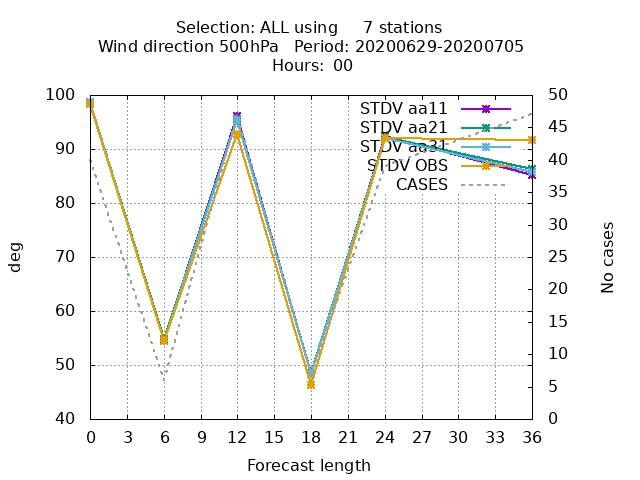 Selection: ALL using 7 stations
Wind direction 500hPa Period: 20200629-20200705
Hours: 00
100
90
80
70
60
50
40
deg
50
45
40
35
30
25
20
15
10
5
0
No cases
STDV aa11
STDV aa21
STDV aa31
STDV OBS
CASES
0 3 6 9 12 15 18 21 24 27 30 33 36
Forecast length